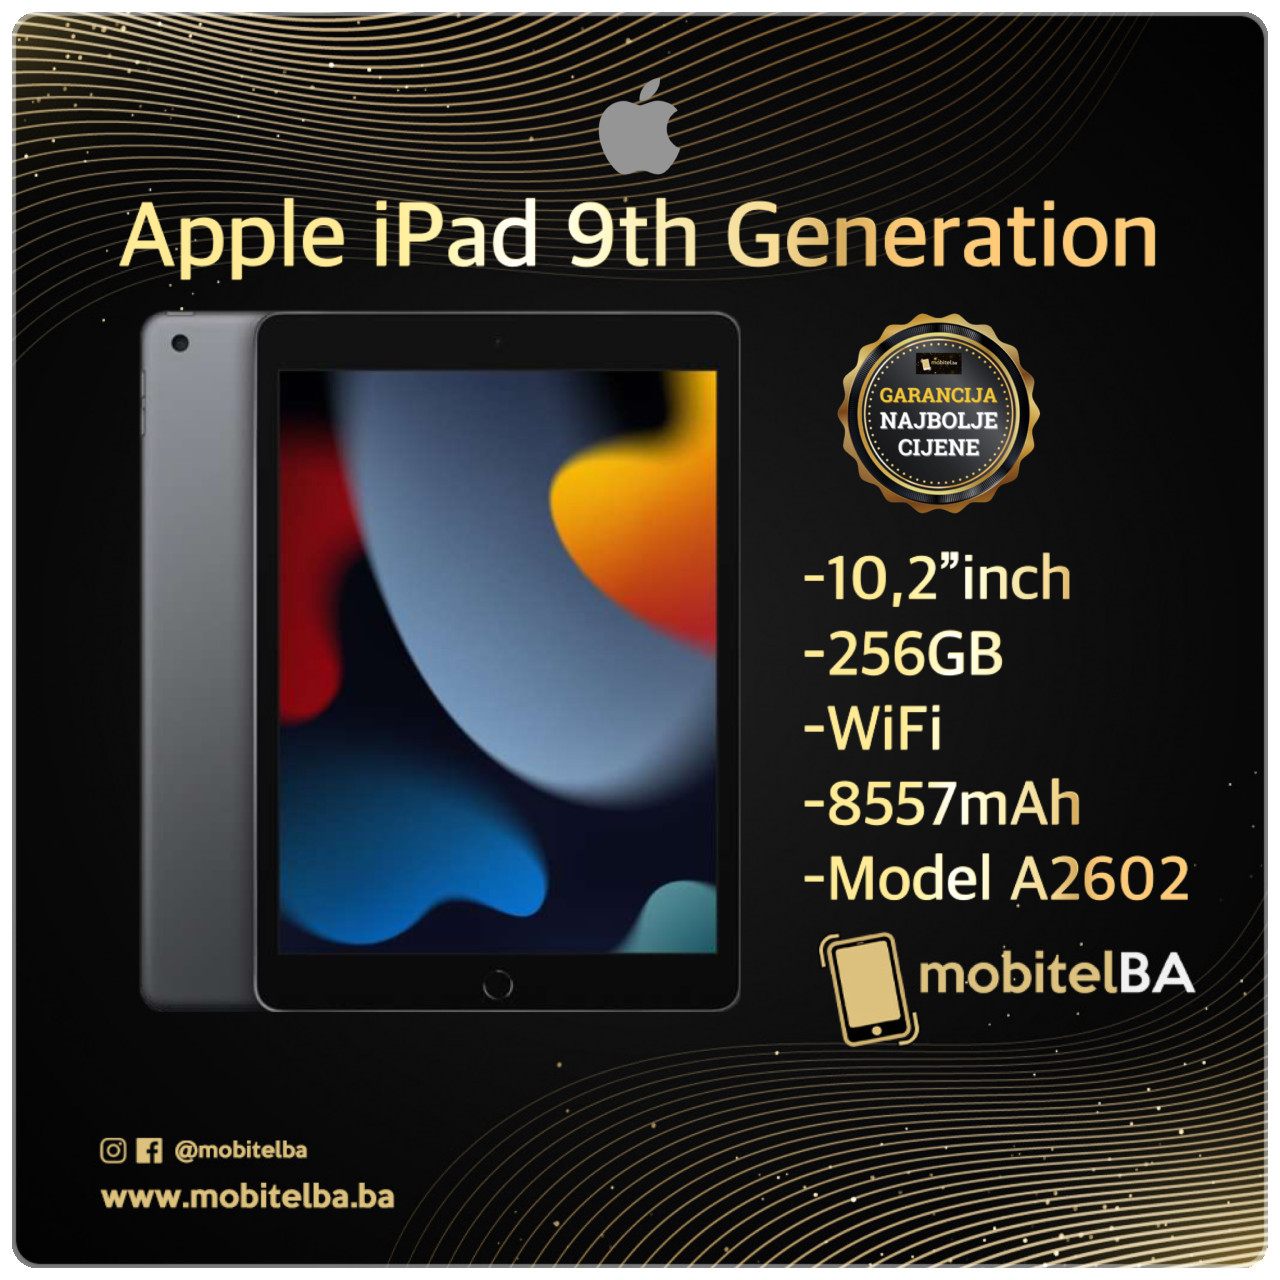 Apple iPad 9th Generation
mobitelBA
GARANCIJA
NAJBOLJE
CIJENE
-10,2”inch
-256GB
-WiFi
-8557mAh
-Model A2602
mobitelBA
@mobitelba
www.mobitelba.ba